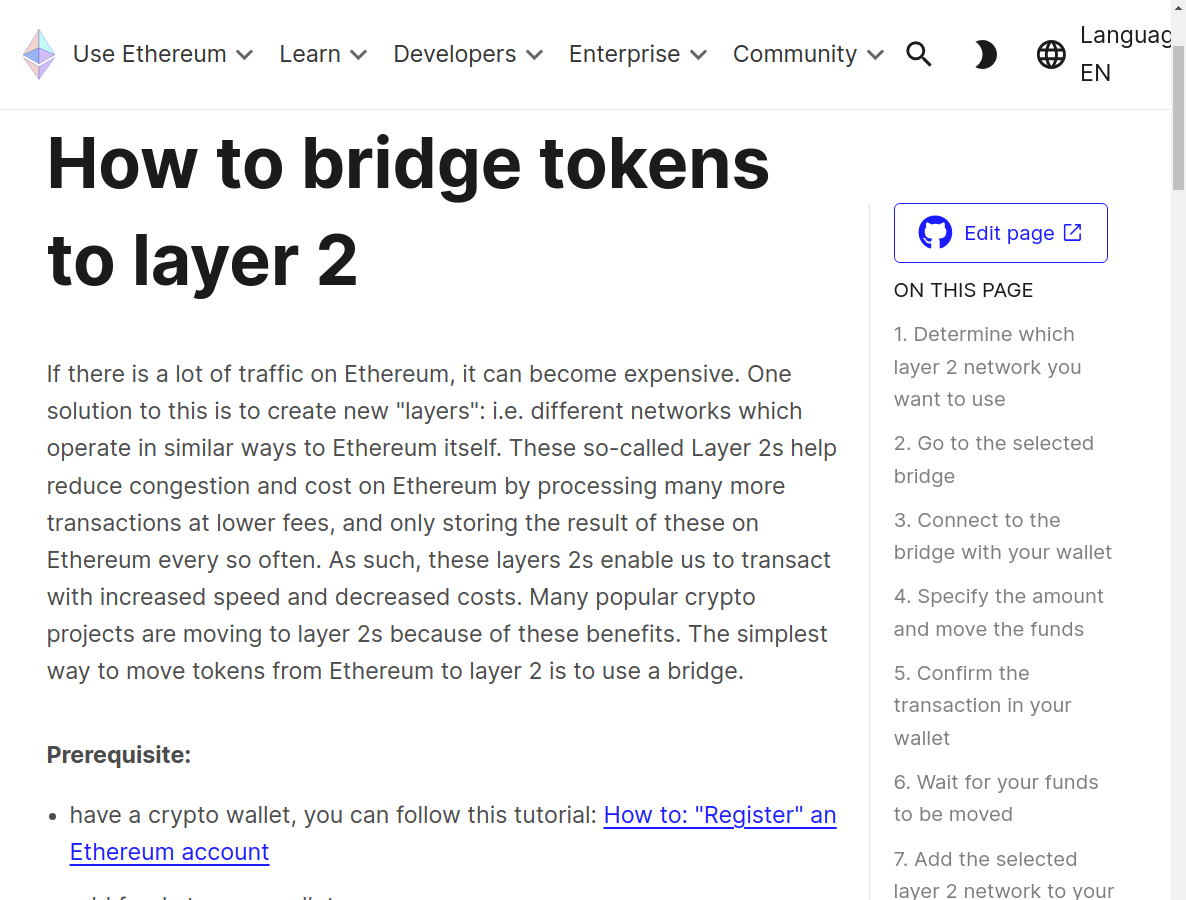 Use Ethereum
Learn
Developers
Enterprise
Community
Languag
EN
How to bridge tokens
to layer 2
If there is a lot of traffic on Ethereum, it can become expensive. One
solution to this is to create new "layers": i.e. different networks which
operate in similar ways to Ethereum itself. These so-called Layer 2s help
reduce congestion and cost on Ethereum by processing many more
transactions at lower fees, and only storing the result of these on
Ethereum every so often. As such, these layers 2s enable us to transact
with increased speed and decreased costs. Many popular crypto
projects are moving to layer 2s because of these benefits. The simplest
way to move tokens from Ethereum to layer 2 is to use a bridge.
Prerequisite:
• have a crypto wallet, you can follow this tutorial: How to: "Register" an
Ethereum account
Edit page
ON THIS PAGE
1. Determine which
layer 2 network you
want to use
2. Go to the selected
bridge
3. Connect to the
bridge with your wallet
4. Specify the amount
and move the funds
5. Confirm the
transaction in your
wallet
6. Wait for your funds
to be moved
7. Add the selected
layer 2 network to your